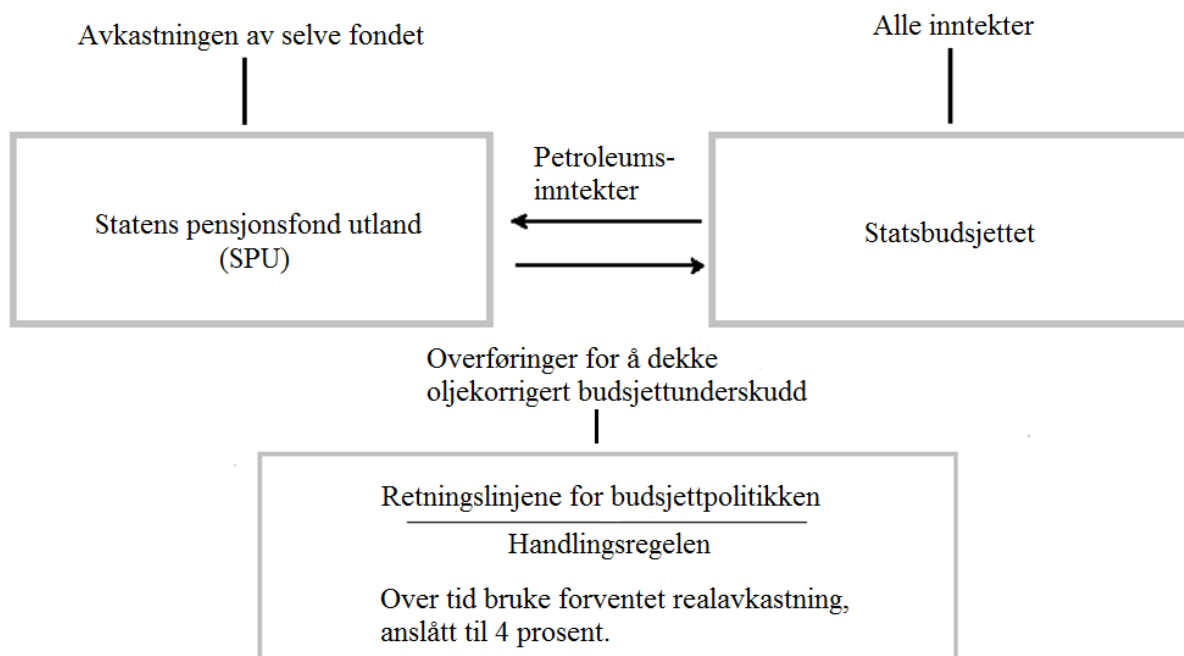 Avkastningen av selve fondet
Alle inntekter
Petroleums-
inntekter
Statens pensjonsfond utland
(SPU)
Statsbudsjettet
Overføringer for å dekke
oljekorrigert budsjettunderskudd
Retningslinjene for budsjettpolitikken
Handlingsregelen
Over tid bruke forventet realavkastning,
anslått til 4 prosent.